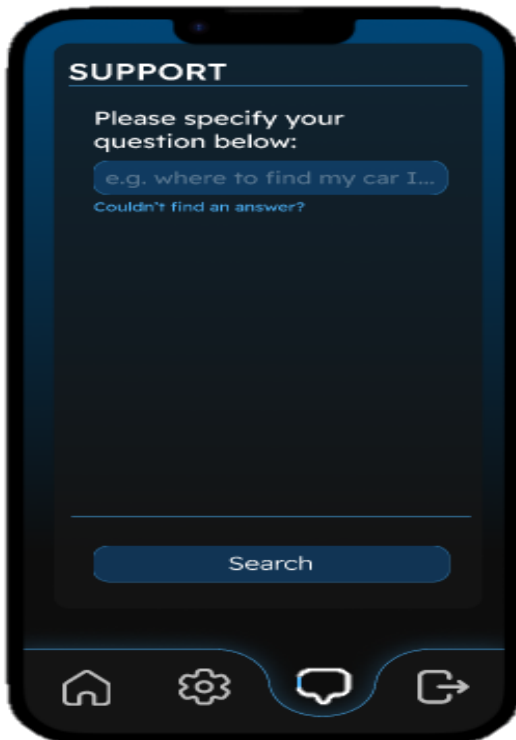 SUPPORT
Please specify your
question below:
e.g. where to find my car I...
Couldn't find an answer?
Search